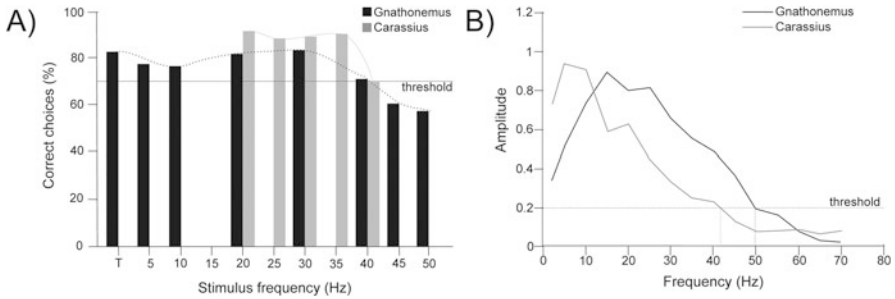 A)
Gnathonemus
Carassius
Correct choices (%)
100
80
60
40
20
0
threshold
T 5 10 15 20 25 30 35 40 45 50
Stimulus frequency (Hz)
B)
Gnathonemus
Carassius
Amplitude
1.2
1
0.8
0.6
0.4
0.2
0
threshold
0 10 20 30 40 50 60 70 80
Frequency (Hz)